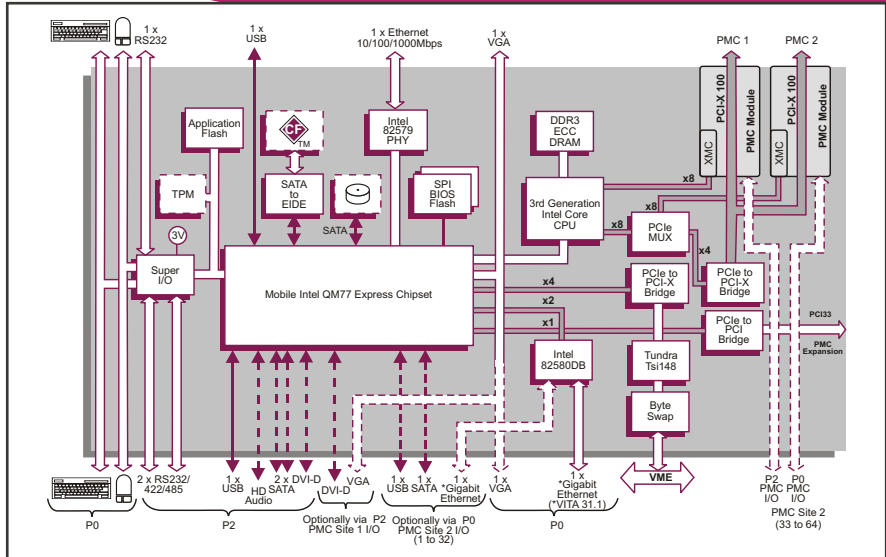 1 x
RS232
1 x
USB
1 x Ethernet
10/100/1000Mbps
1 x
VGA
PMC 1
PMC 2
Application
Flash
CF
TM
Intel
82579
PHY
DDR3
ECC
DRAM
PCI-X 100
PMC Module
XMC
PCI-X 100
PMC Module
XMC
TPM
SATA
to
EIDE
SATA
SPI
BIOS
Flash
3rd Generation
Intel Core
CPU
x8
x8
x8
PCIe
MUX
x4
3V
Super
I/O
Mobile Intel QM77 Express Chipset
x4
x2
x1
PCIe to
PCI-X
Bridge
PCIe to
PCI-X
Bridge
PCIe to
PCI
Bridge
PCI33
PMC
Expansion
Intel
82580DB
Tundra
Tsi148
Byte
Swap
VME
P0
2 x RS232/
422/485
1 x
USB
HD
Audio
2 x
SATA
DVI-D
P2
DVI-D
VGA
Optionally via P2
PMC Site 1 I/O
1 x
USB
1 x
SATA
1 x
*Gigabit
Ethernet
Optionally via P0
PMC Site 2 I/O
(1 to 32)
1 x
VGA
1 x
*Gigabit
Ethernet
(*VITA 31.1)
P0
P2
PMC
I/O
P0
PMC
I/O
PMC Site 2
(33 to 64)